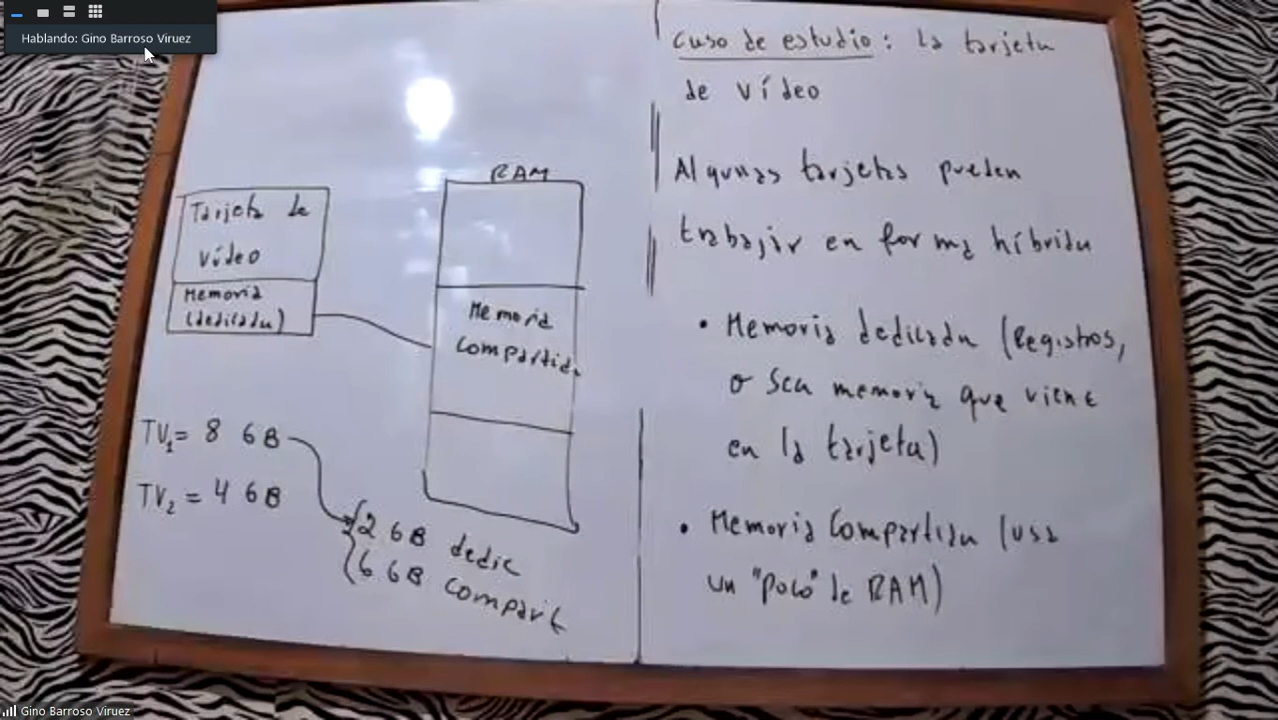 Hablando: Gino Barroso Viruez
RAM
Tarjeta de
vídeo
Memoria
(dedicada)
Memoria
Compartida
TV1 = 8 GB
TV2 = 4 GB
2 GB dedic
6 GB compart
Caso de estudio: la tarjeta
de vídeo
Algunas tarjetas pueden
trabajar en forma híbrida
• Memoria dedicada (Registros,
o sea memoria que viene
en la tarjeta)
• Memoria Compartida (usa
un "poco" de RAM)
Gino Barroso Viruez